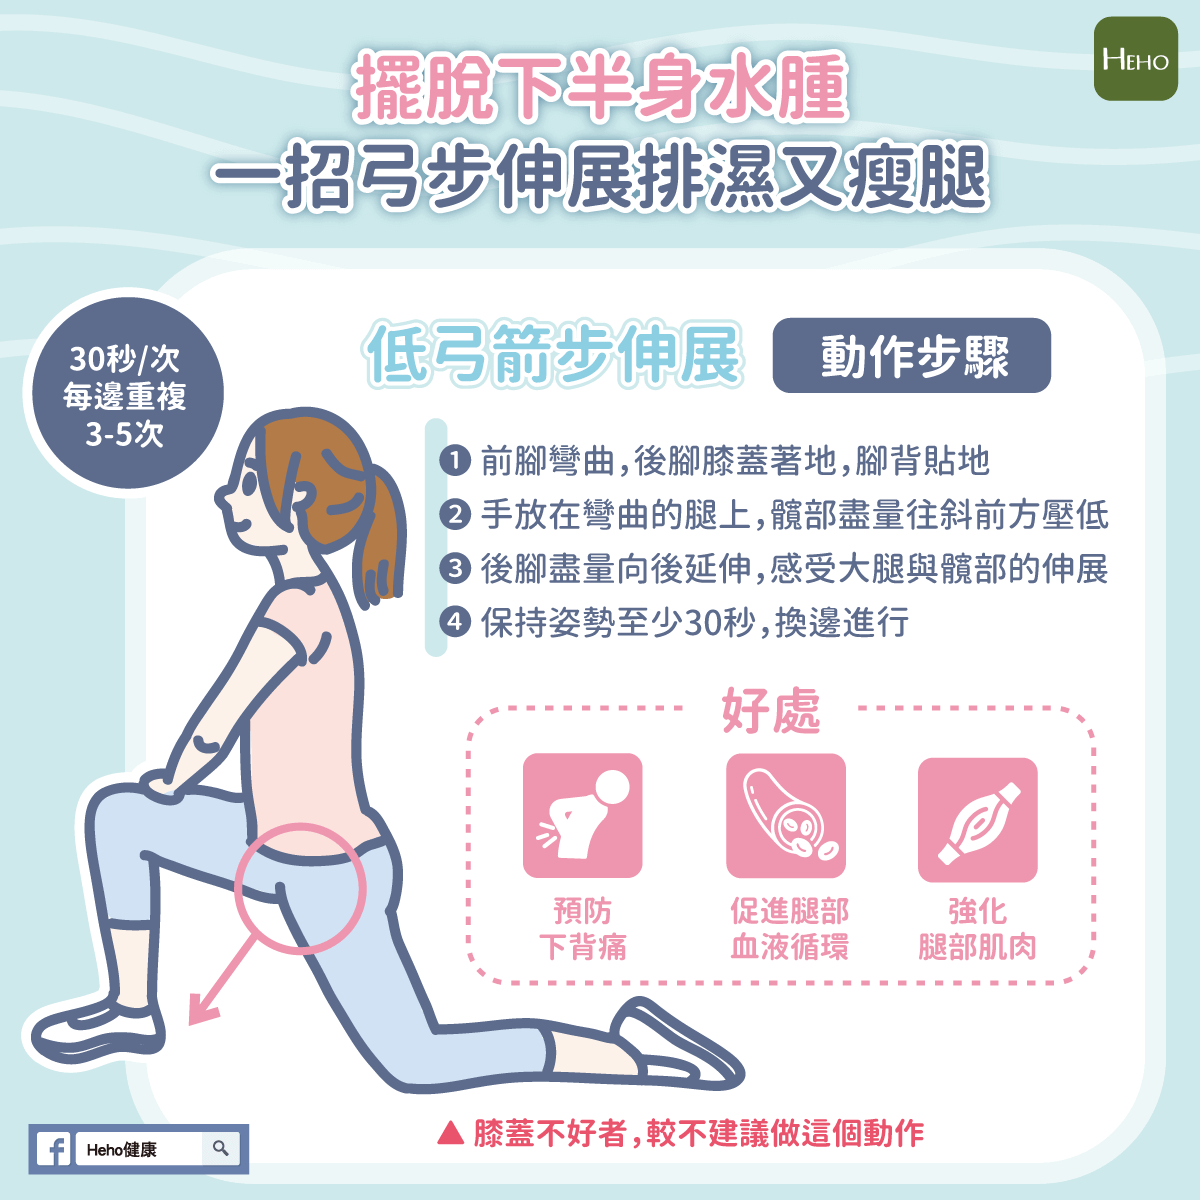 HEHO
擺脫下半身水腫
一招弓步伸展排濕又瘦腿
30秒/次
每邊重複
3-5次
低弓箭步伸展
動作步驟
1 前腳彎曲,後腳膝蓋著地,腳背貼地
2 手放在彎曲的腿上,髖部盡量往斜前方壓低
3 後腳盡量向後延伸,感受大腿與髖部的伸展
4 保持姿勢至少30秒,換邊進行
好處
預防
下背痛
促進腿部
血液循環
強化
腿部肌肉
▲ 膝蓋不好者,較不建議做這個動作
f Heho健康